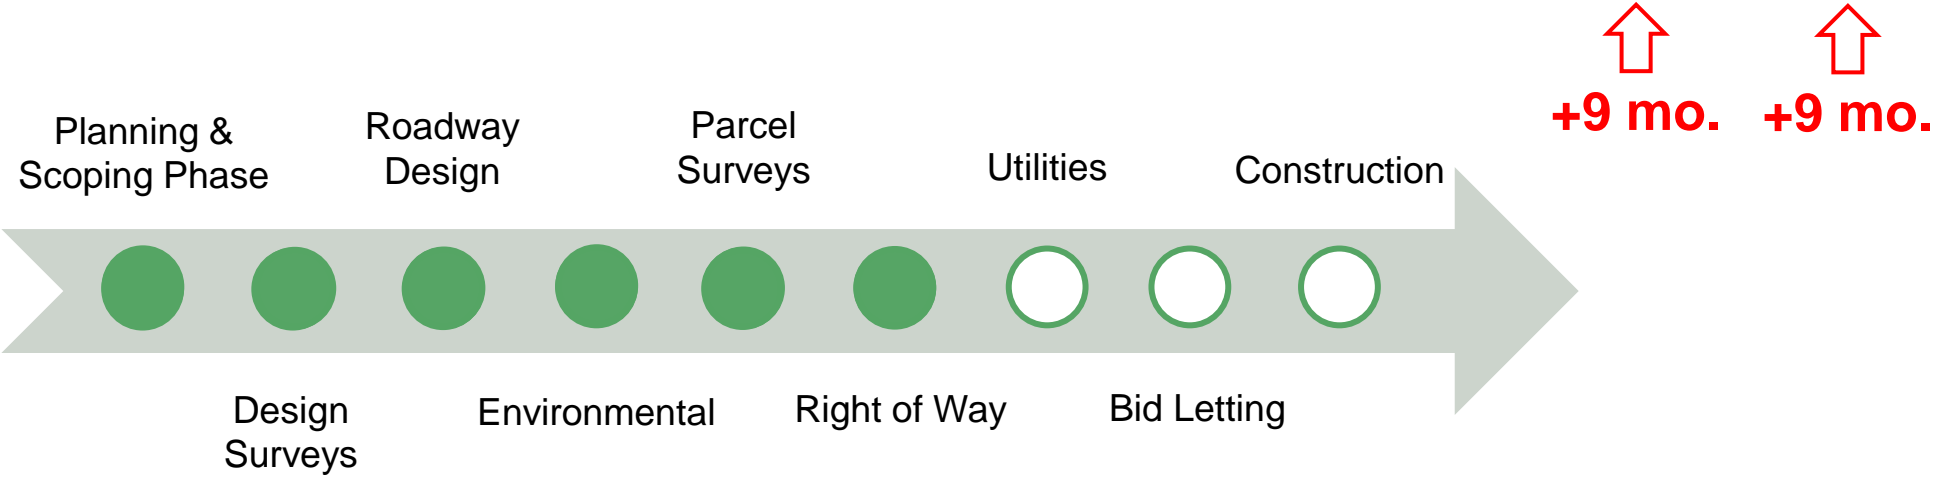 Planning &
Scoping Phase
Roadway
Design
Parcel
Surveys
Utilities
Construction
+9 mo.
+9 mo.
Design
Surveys
Environmental
Right of Way
Bid Letting